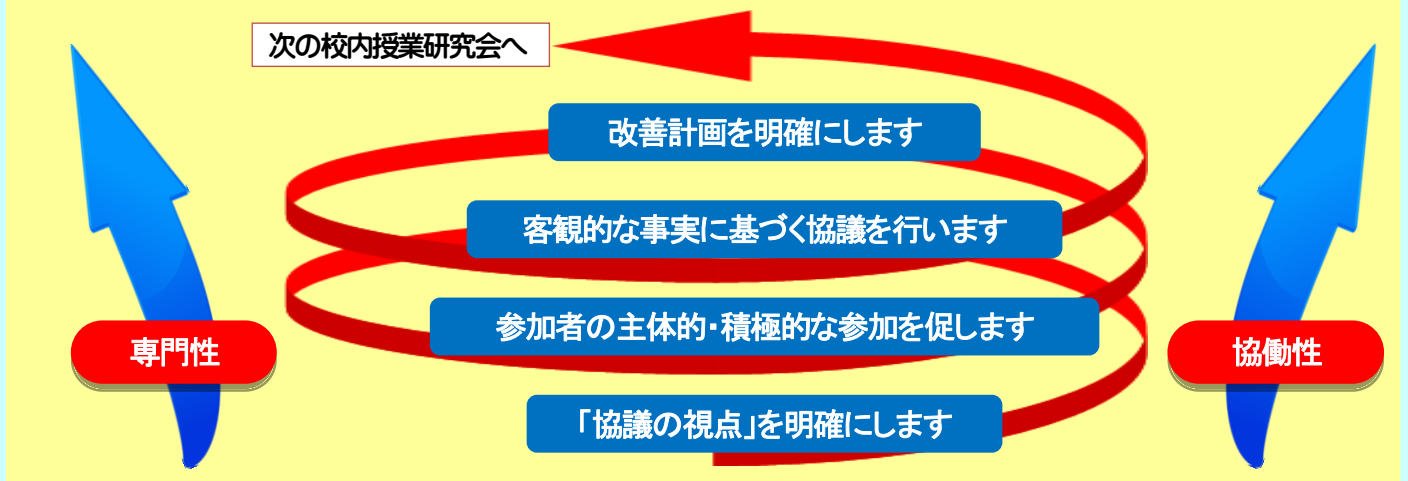 次の校内授業研究会へ
改善計画を明確にします
客観的な事実に基づく協議を行います
参加者の主体的・積極的な参加を促します
専門性
協働性
「協議の視点」を明確にします